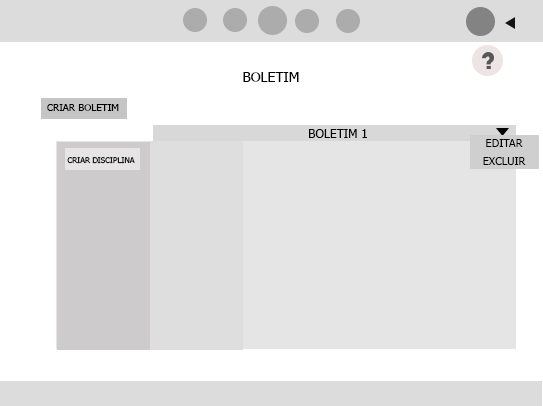 ?
BOLETIM
CRIAR BOLETIM
BOLETIM 1
EDITAR
CRIAR DISCIPLINA
EXCLUIR